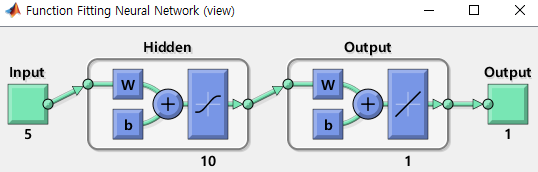 Function Fitting Neural Network (view)
Hidden
Output
Input
Output
W
W
+
+
b
b
5
1
10
1